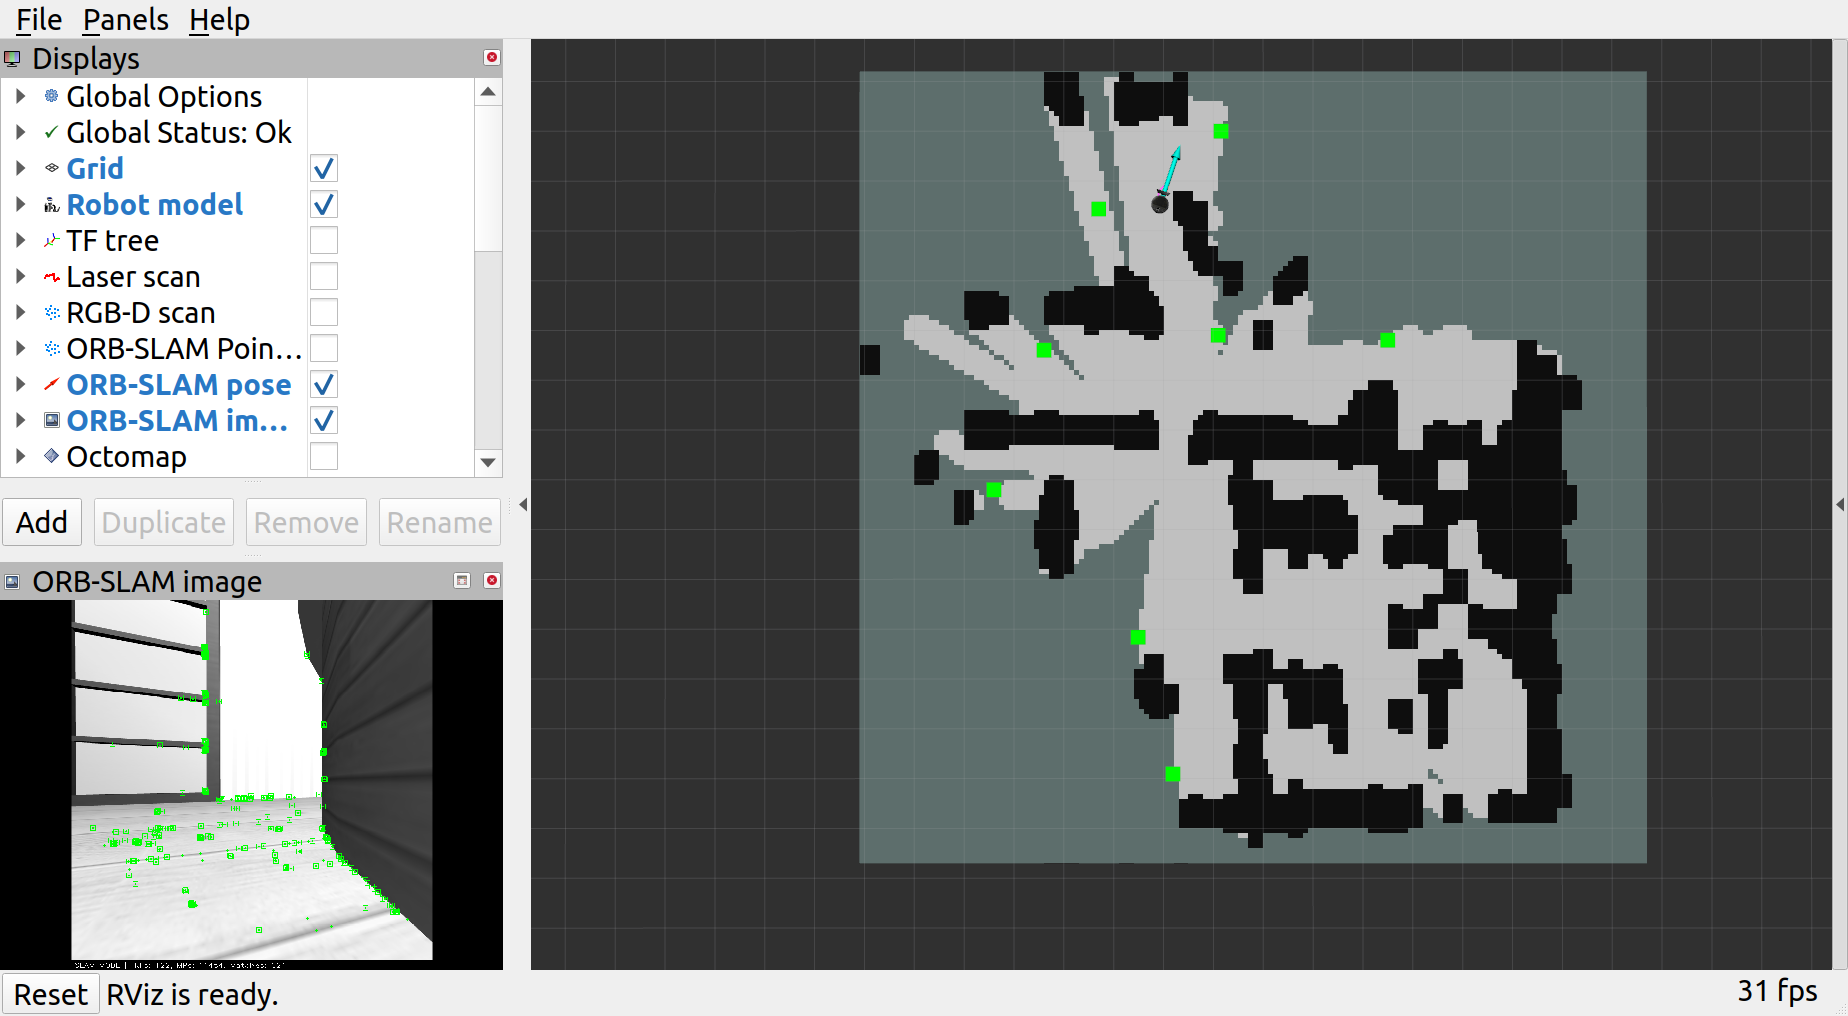 File Panels Help
Displays
Global Options
Global Status: Ok
Grid
Robot model
TF tree
Laser scan
RGB-D scan
ORB-SLAM Poin...
ORB-SLAM pose
ORB-SLAM im...
Octomap
Add Duplicate Remove Rename
ORB-SLAM image
SLAM MODE |
Reset RViz is ready.
31 fps